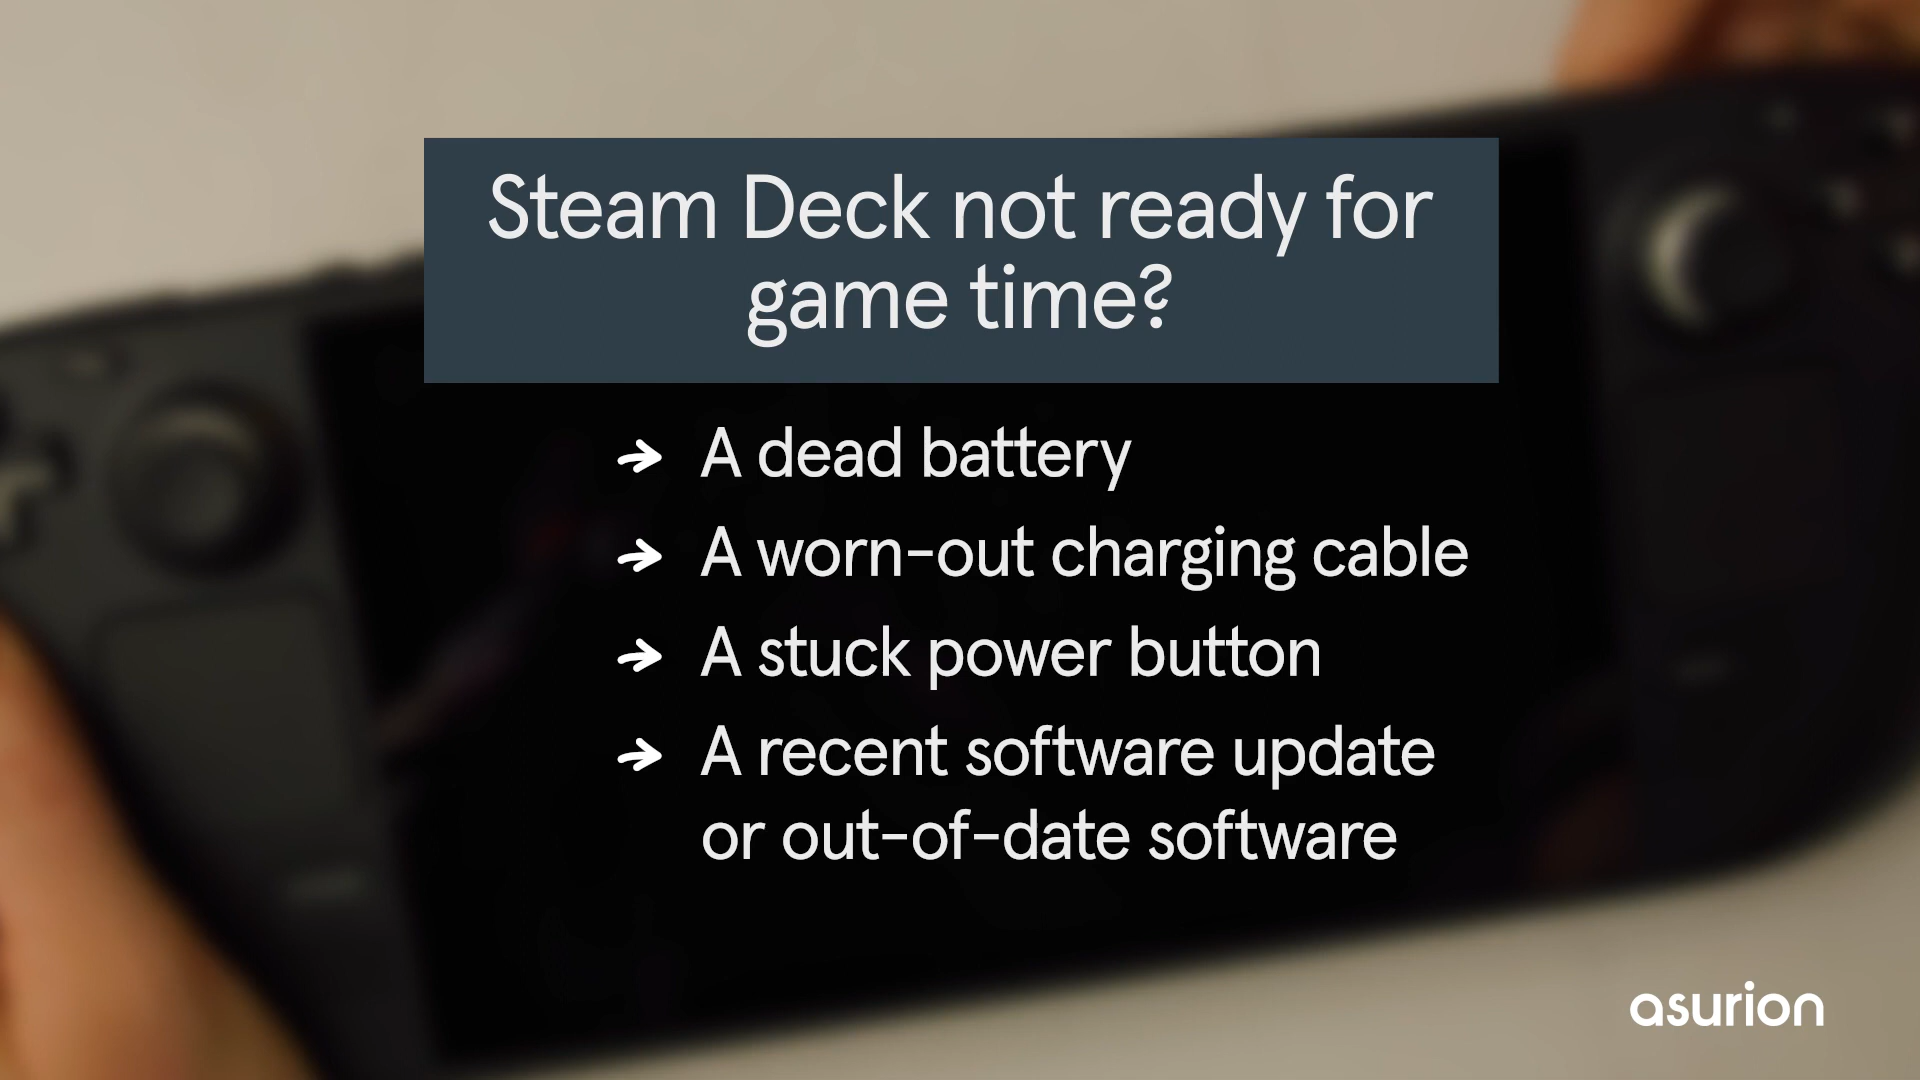 Steam Deck not ready for
game time?
→ A dead battery
→ A worn-out charging cable
→ A stuck power button
→ A recent software update
or out-of-date software
asurion